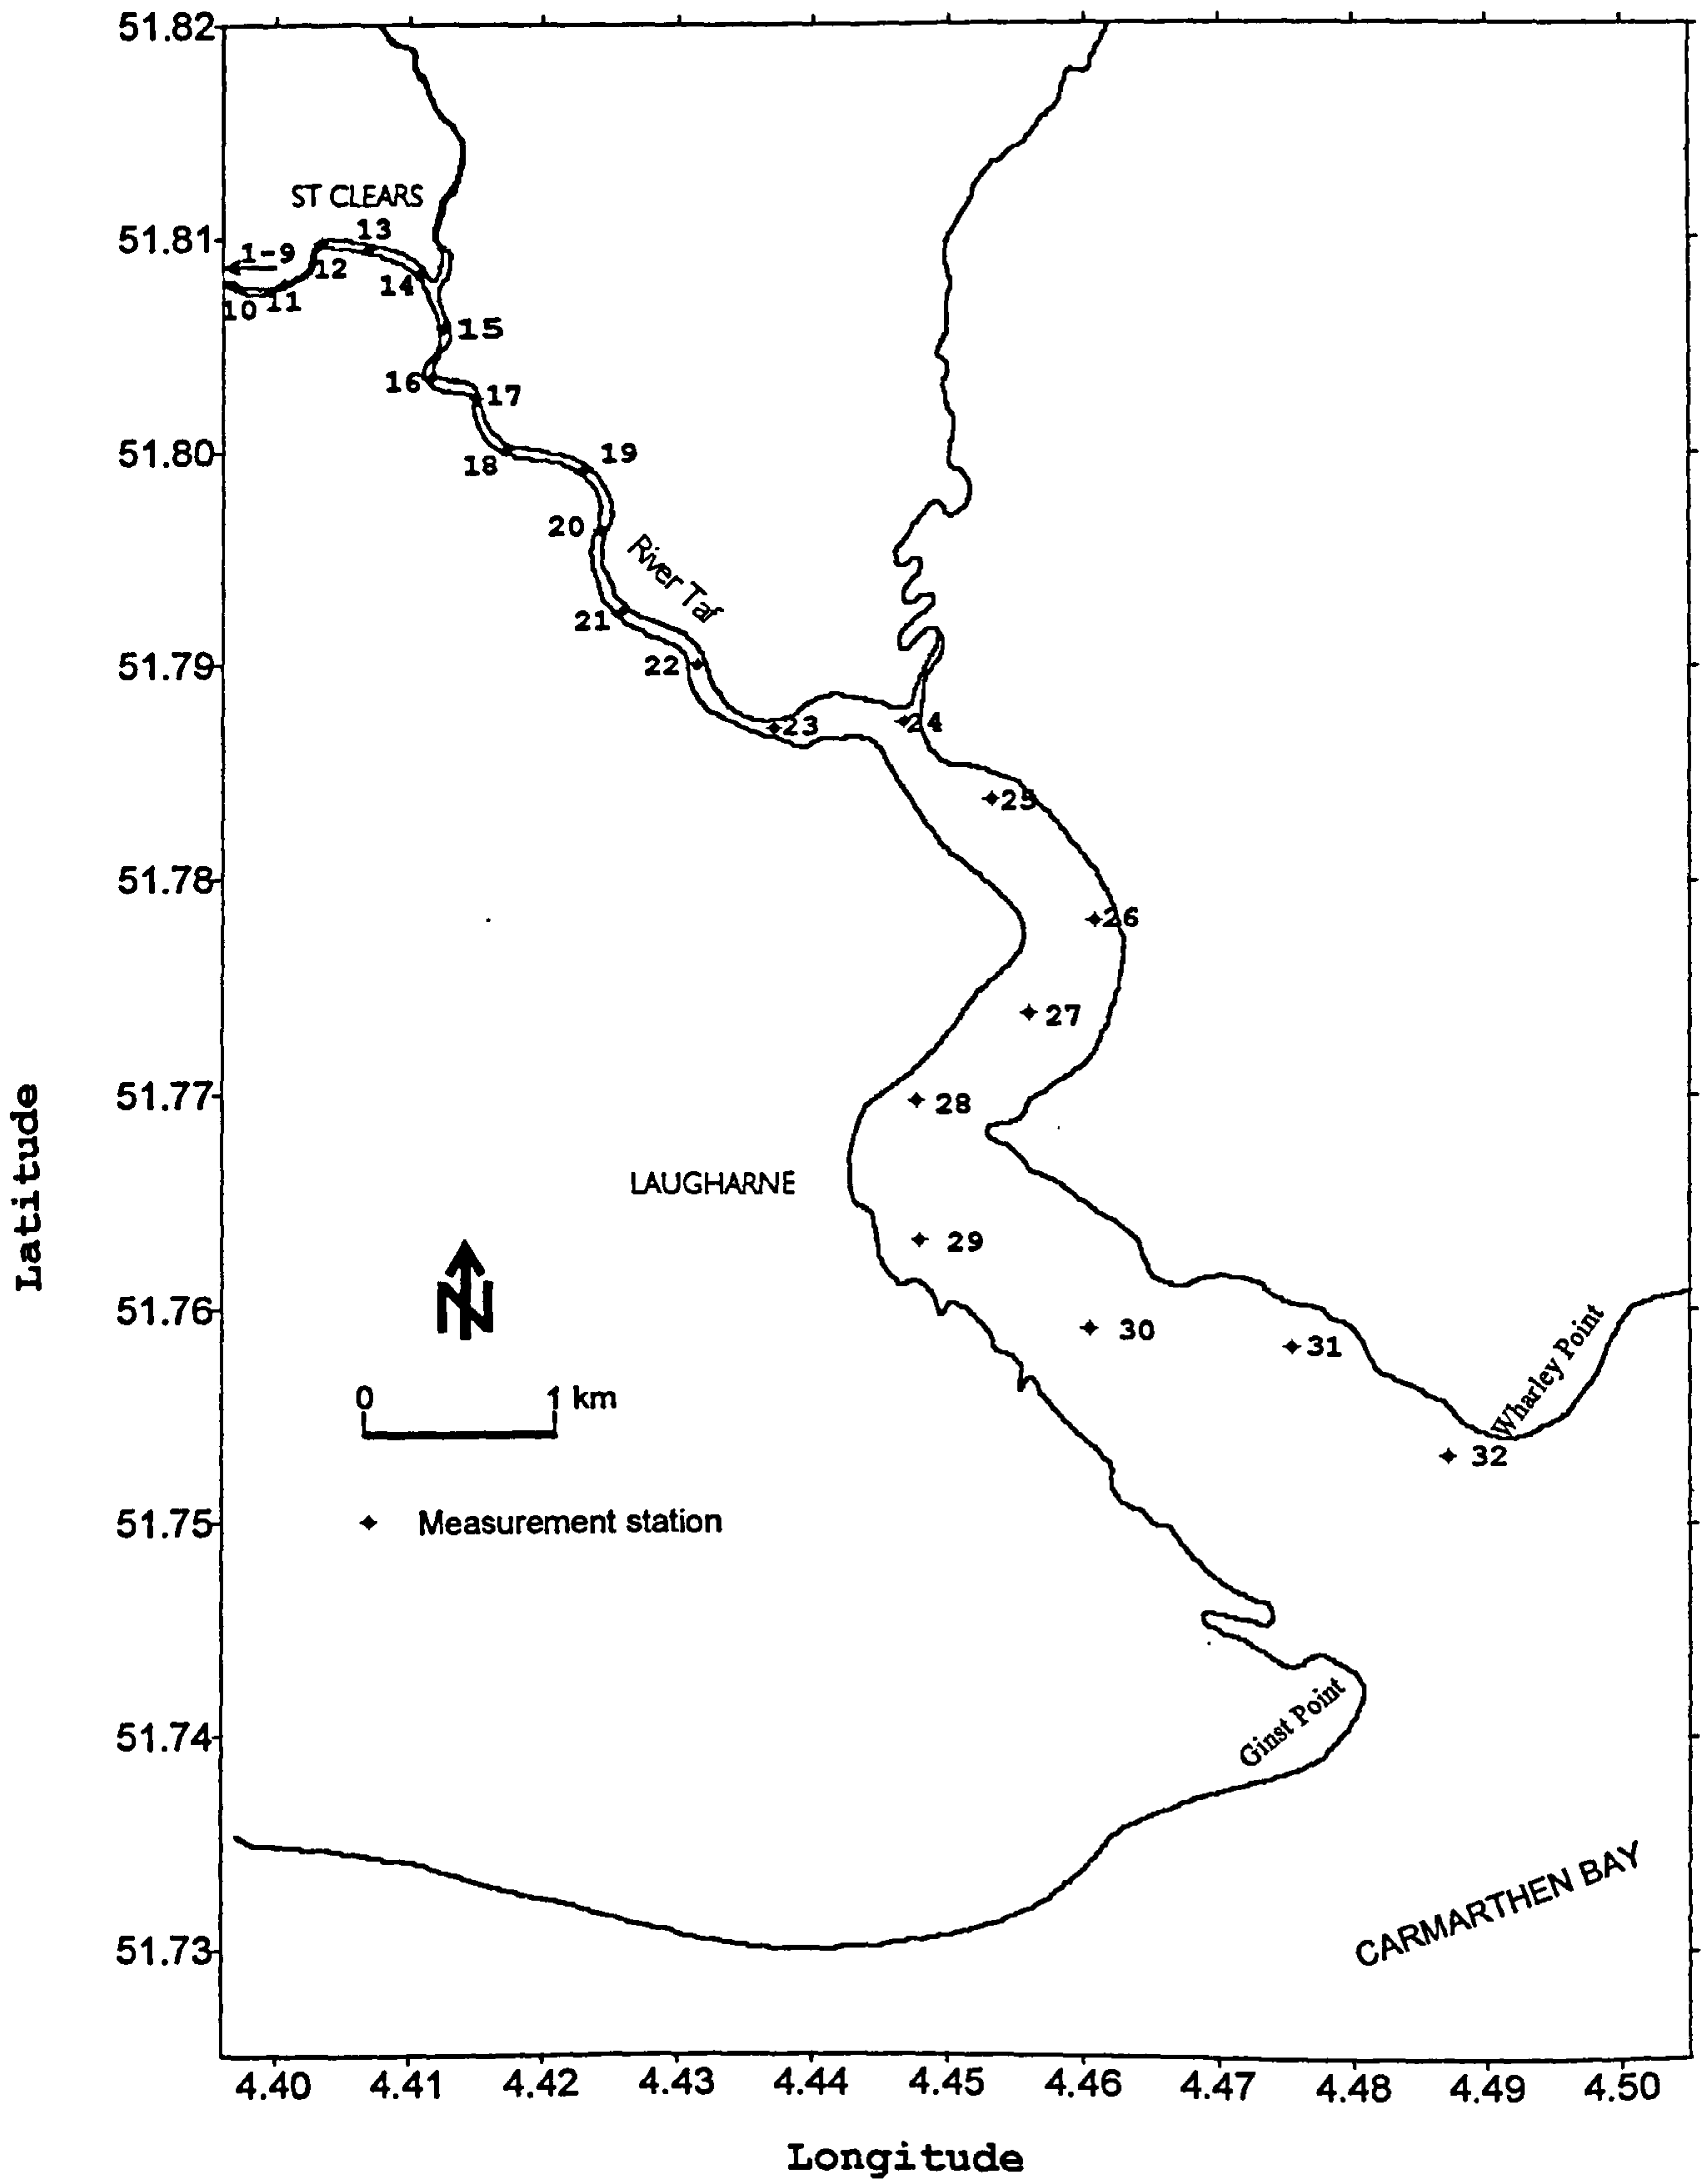 51.82
ST CLEARS
13
51.81
1-9
12
14
10
11
15
16
17
51.80
18
19
20
River Taf
21
51.79
22
23
24
25
51.78
26
27
51.77
28
Latitude
LAUGHARNE
29
N
51.76
30
31
Wharley Point
0
1 km
32
51.75
Measurement station
Ginst Point
51.74
CARMARTHEN BAY
51.73
4.40 4.41 4.42 4.43 4.44 4.45 4.46 4.47 4.48 4.49 4.50
Longitude